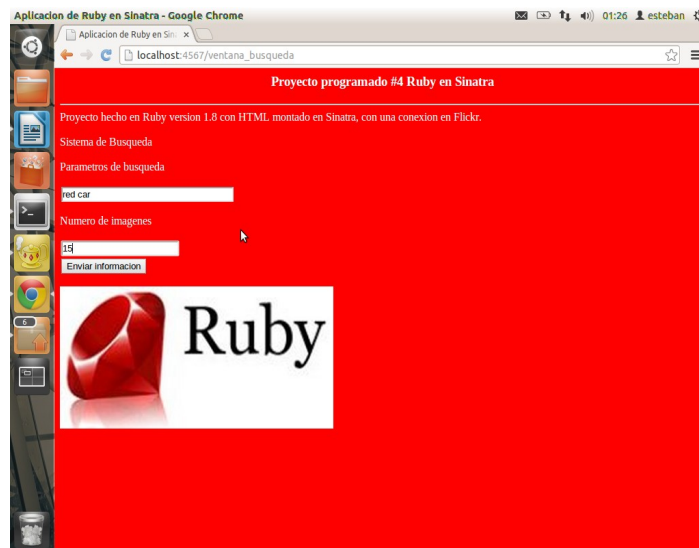 Aplicacion de Ruby en Sinatra - Google Chrome
01:26 esteban
Aplicacion de Ruby en Sin
localhost:4567/ventana_busqueda
Proyecto programado #4 Ruby en Sinatra
Proyecto hecho en Ruby version 1.8 con HTML montado en Sinatra, con una conexion en Flickr.
Sistema de Busqueda
Parametros de busqueda
red car
Numero de imagenes
15
Enviar informacion
Ruby
6